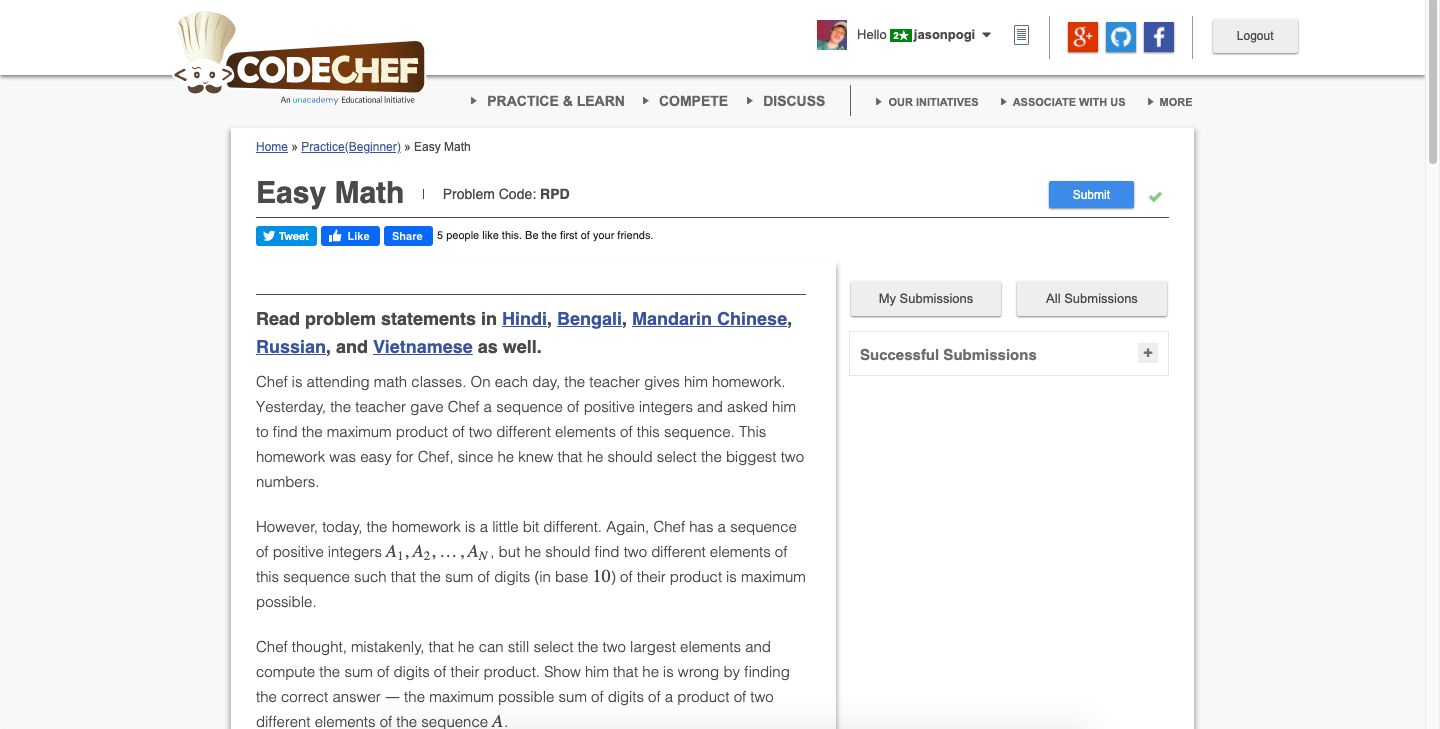 CODECHEF
An unacademy Educational Initiative
Hello 2★ jasonpogi
Logout
PRACTICE & LEARN COMPETE DISCUSS OUR INITIATIVES ASSOCIATE WITH US MORE
Home » Practice(Beginner) » Easy Math
Easy Math | Problem Code: RPD Submit
Tweet Like Share 5 people like this. Be the first of your friends.
My Submissions All Submissions
Successful Submissions +
Read problem statements in Hindi, Bengali, Mandarin Chinese,
Russian, and Vietnamese as well.
Chef is attending math classes. On each day, the teacher gives him homework.
Yesterday, the teacher gave Chef a sequence of positive integers and asked him
to find the maximum product of two different elements of this sequence. This
homework was easy for Chef, since he knew that he should select the biggest two
numbers.
However, today, the homework is a little bit different. Again, Chef has a sequence
of positive integers A₁, A₂, …, A_N, but he should find two different elements of
this sequence such that the sum of digits (in base 10) of their product is maximum
possible.
Chef thought, mistakenly, that he can still select the two largest elements and
compute the sum of digits of their product. Show him that he is wrong by finding
the correct answer — the maximum possible sum of digits of a product of two
different elements of the sequence A.